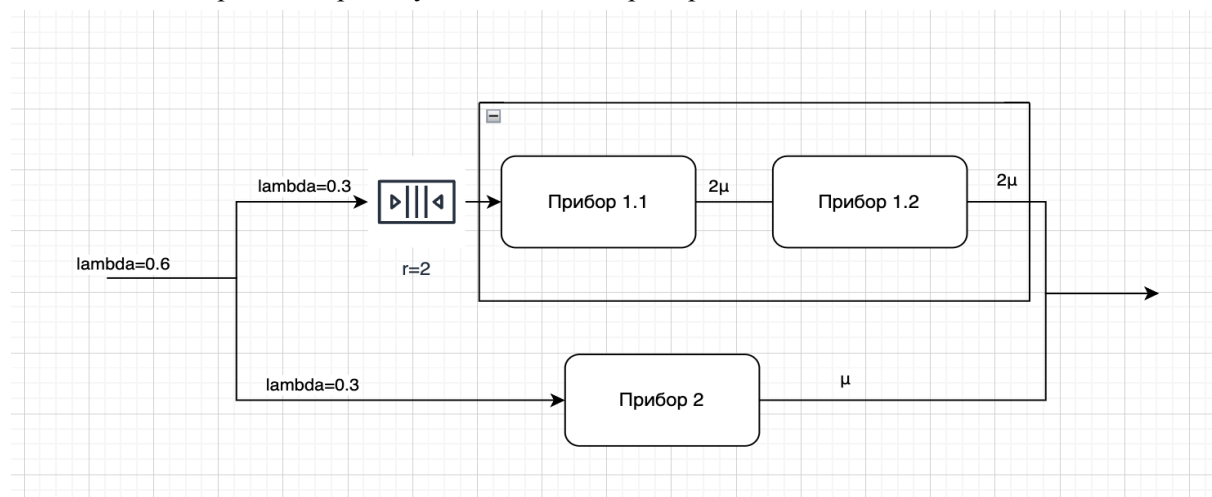 lambda=0.3
Прибор 1.1
2μ
Прибор 1.2
2μ
lambda=0.6
r=2
lambda=0.3
Прибор 2
μ